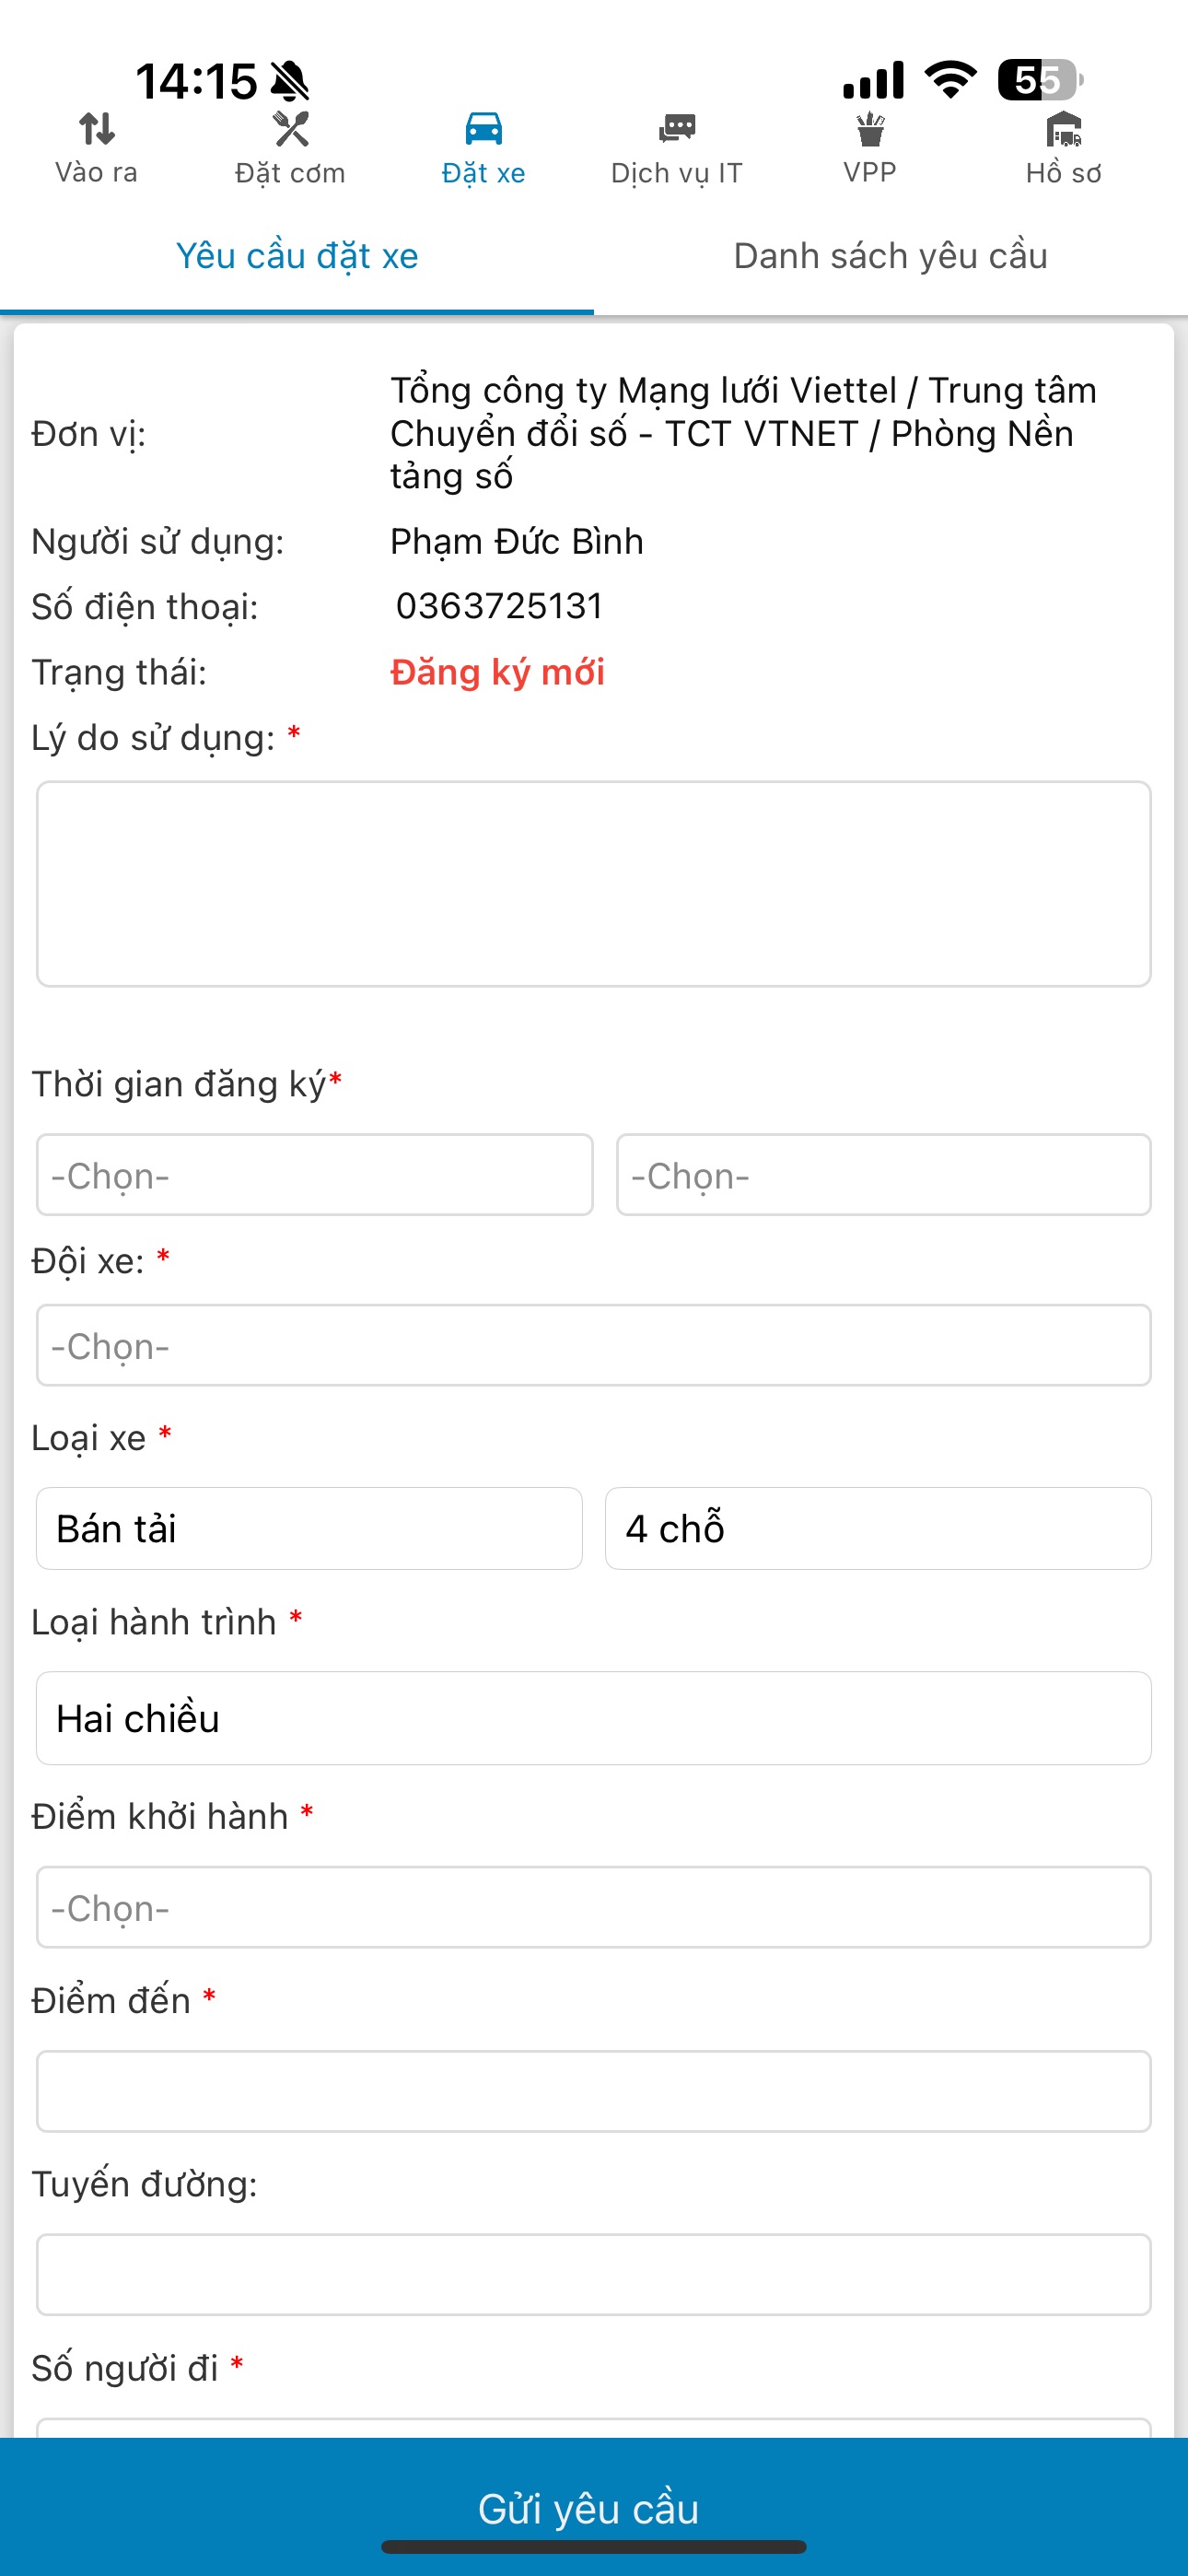 14:15
55
Vào ra
Đặt cơm
Đặt xe
Dịch vụ IT
VPP
Hồ sơ
Yêu cầu đặt xe
Danh sách yêu cầu
Đơn vị:
Tổng công ty Mạng lưới Viettel / Trung tâm
Chuyển đổi số - TCT VTNET / Phòng Nền
tảng số
Người sử dụng:
Phạm Đức Bình
Số điện thoại:
0363725131
Trạng thái:
Đăng ký mới
Lý do sử dụng: *
Thời gian đăng ký*
-Chọn-
-Chọn-
Đội xe: *
-Chọn-
Loại xe *
Bán tải
4 chỗ
Loại hành trình *
Hai chiều
Điểm khởi hành *
-Chọn-
Điểm đến *
Tuyến đường:
Số người đi *
Gửi yêu cầu